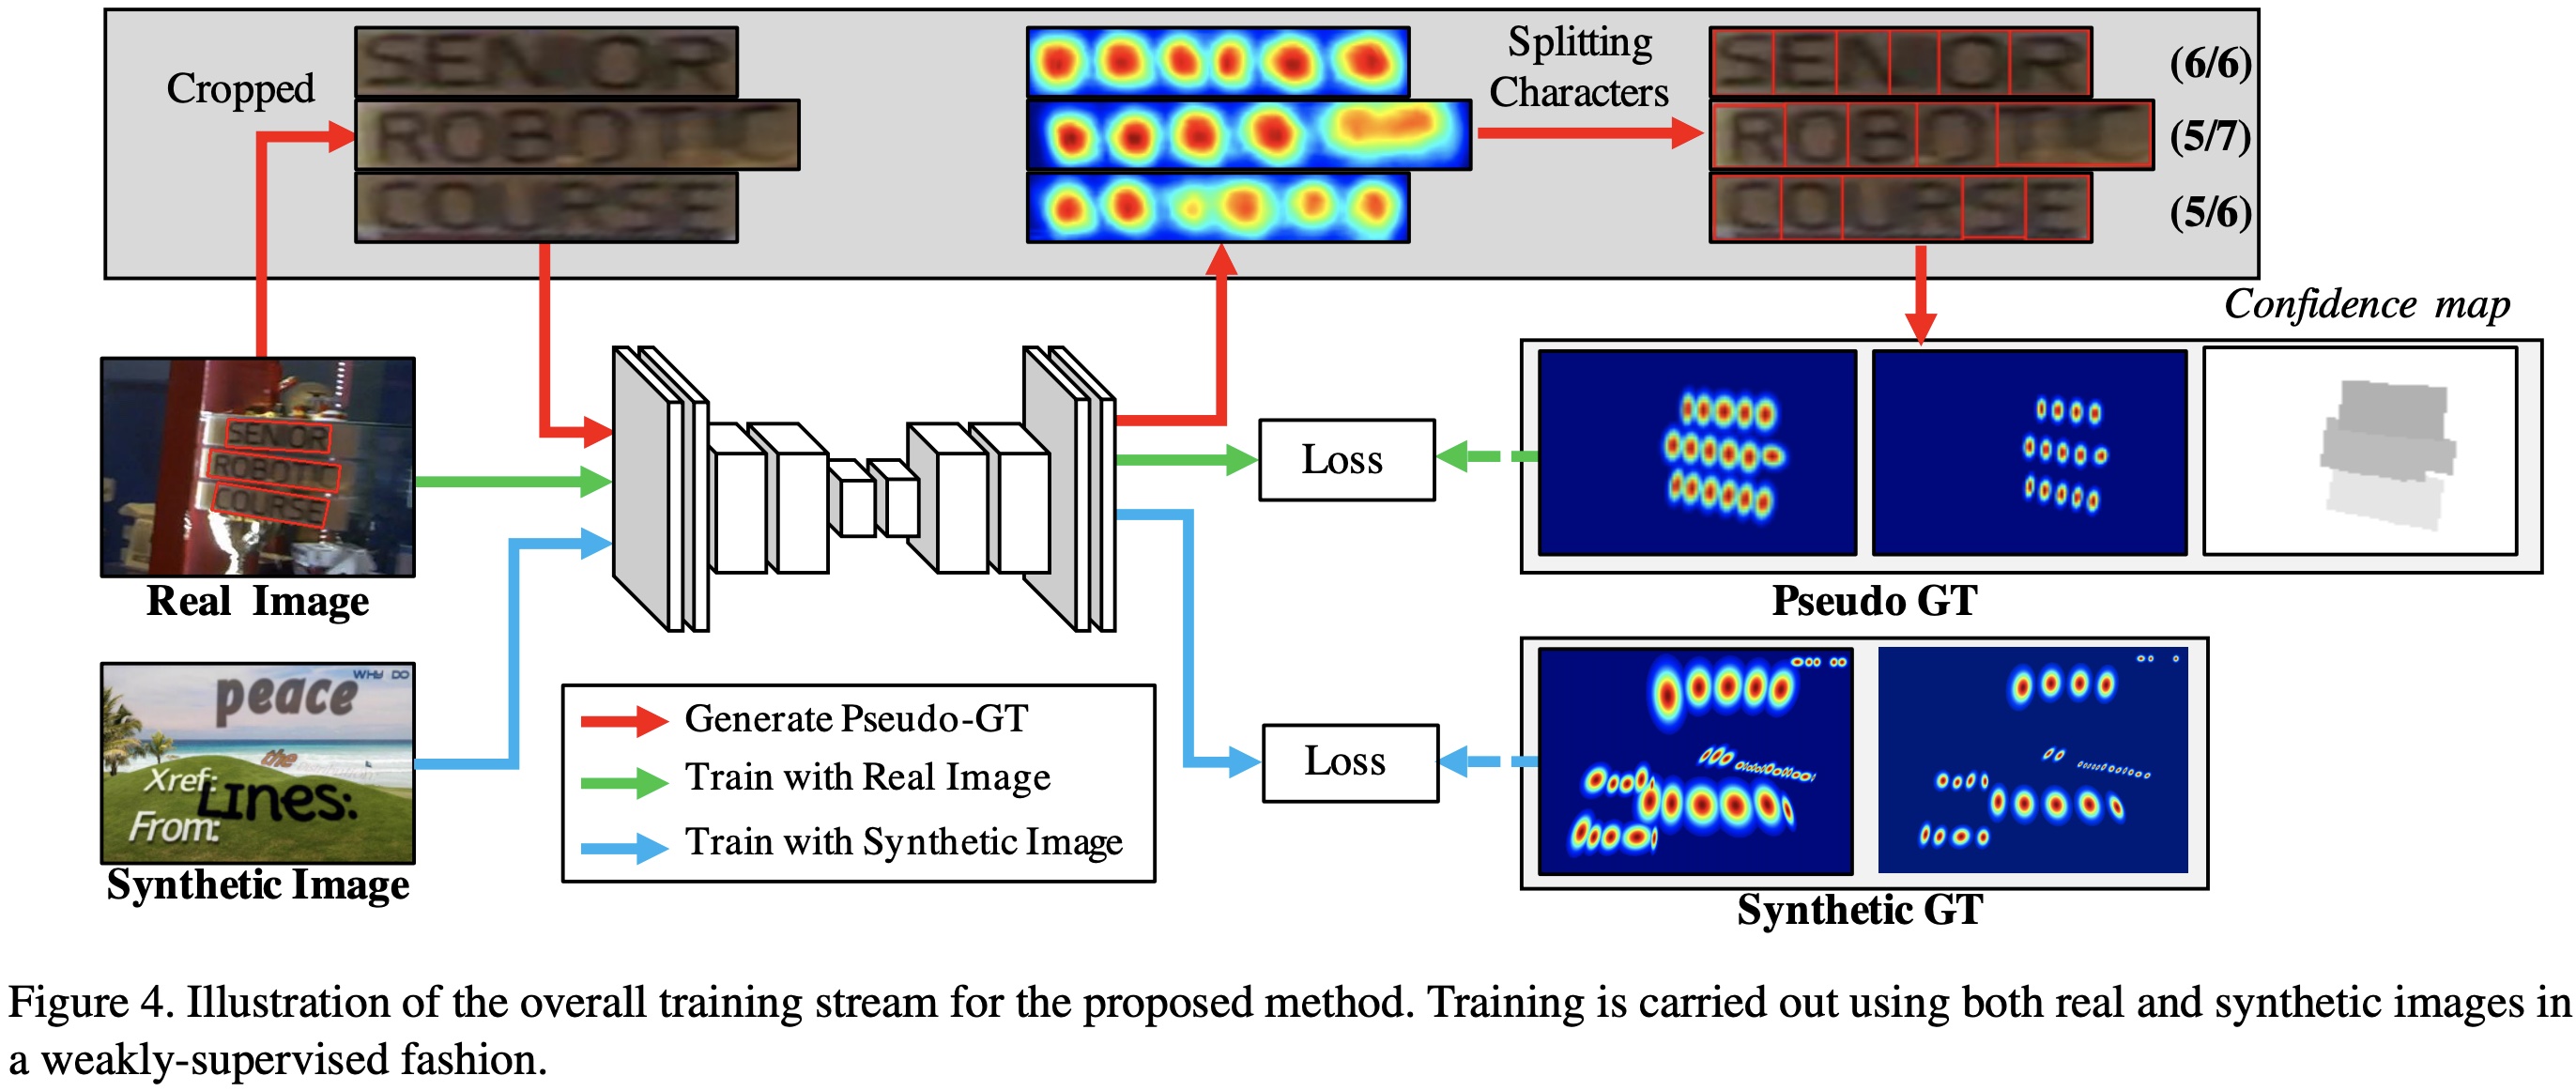 Cropped
SENIOR
ROBOTIC
COURSE
Splitting
Characters
SENIOR
ROBOTIC
COURSE
(6/6)
(5/7)
(5/6)
Confidence map
SENIOR
ROBOTIC
COURSE
Real Image
Loss
Pseudo GT
WHY DO
peace
the
Xref:
Lines:
From:
Synthetic Image
Generate Pseudo-GT
Train with Real Image
Train with Synthetic Image
Loss
Synthetic GT
Figure 4. Illustration of the overall training stream for the proposed method. Training is carried out using both real and synthetic images in
a weakly-supervised fashion.